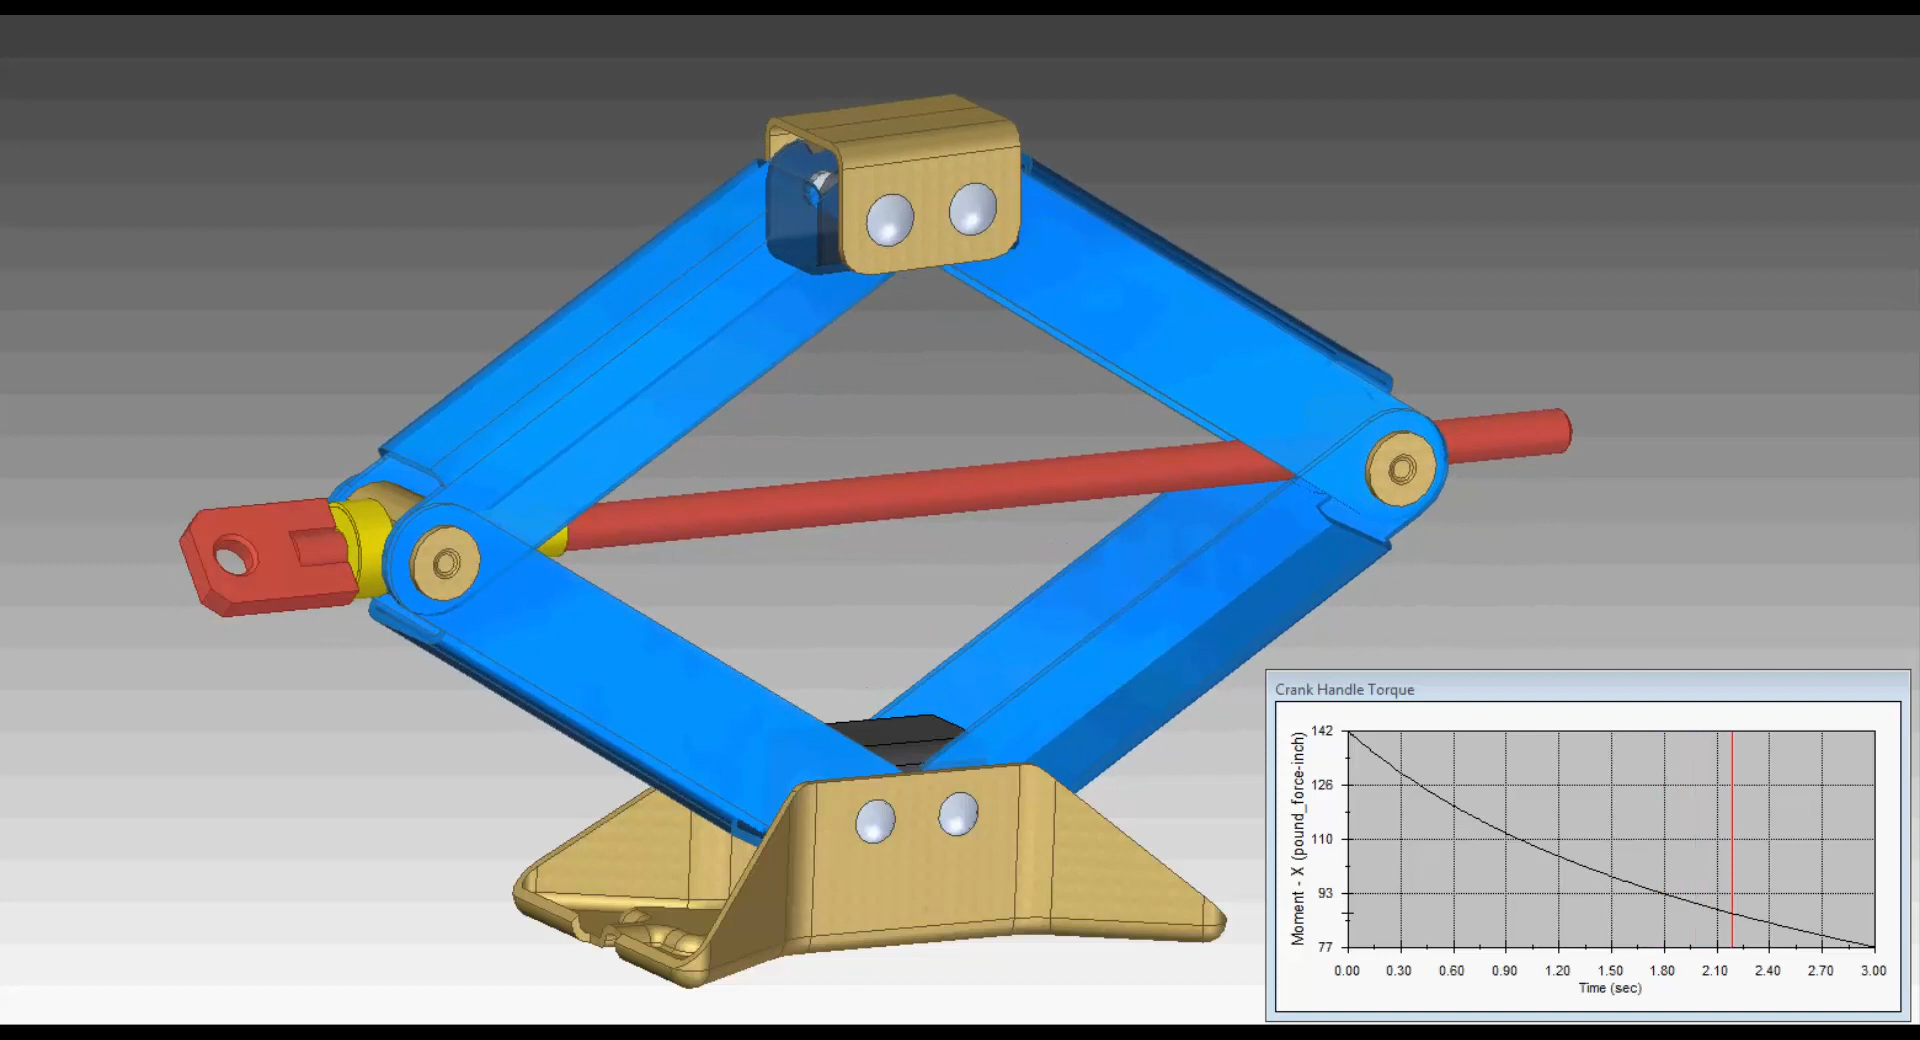 Crank Handle Torque
Moment - X (pound_force-inch)
142
126
110
93
77
0.00 0.30 0.60 0.90 1.20 1.50 1.80 2.10 2.40 2.70 3.00
Time (sec)